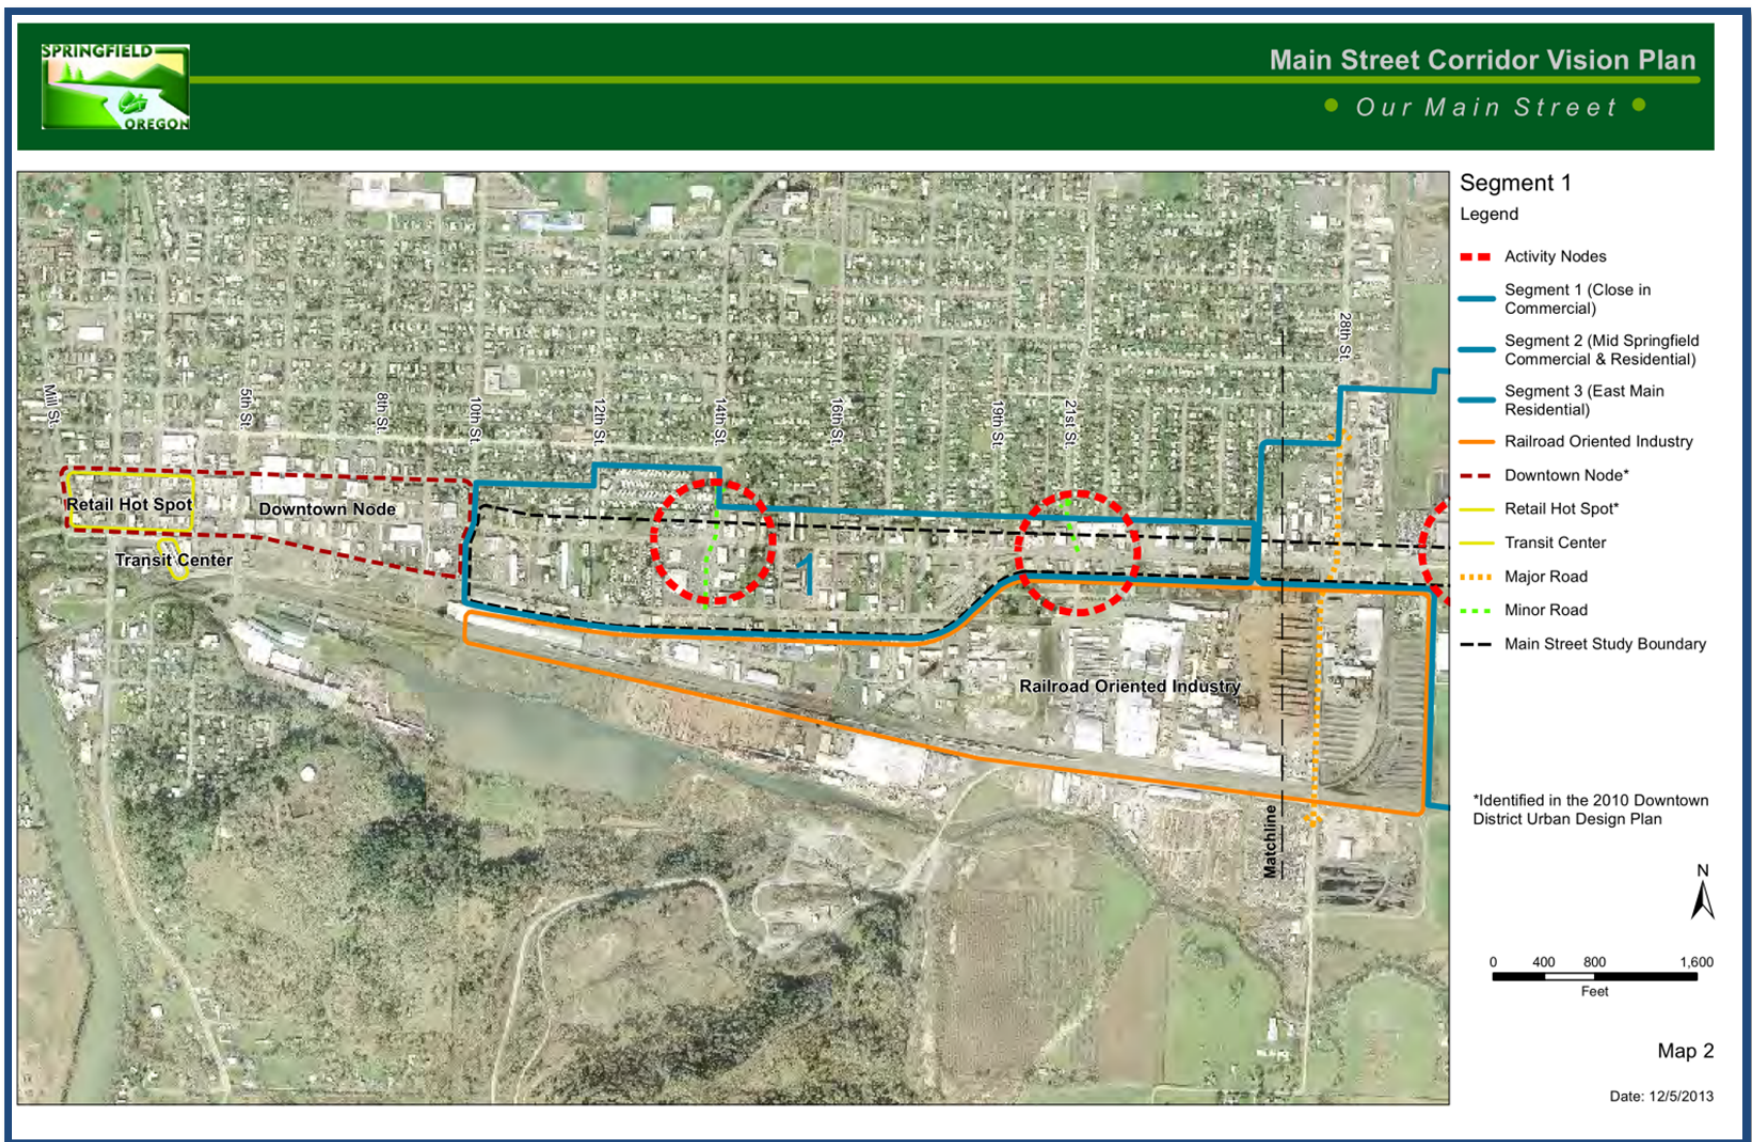 SPRINGFIELD
OREGON
Main Street Corridor Vision Plan
• Our Main Street •
Segment 1
Legend
Activity Nodes
Segment 1 (Close in
Commercial)
Segment 2 (Mid Springfield
Commercial & Residential)
Segment 3 (East Main
Residential)
Railroad Oriented Industry
Downtown Node*
Retail Hot Spot*
Transit Center
Major Road
Minor Road
Main Street Study Boundary
28th St.
Mill St.
5th St.
8th St.
10th St.
12th St.
14th St.
16th St.
19th St.
21st St.
Retail Hot Spot
Downtown Node
Transit Center
1
Railroad Oriented Industry
Matchline
*Identified in the 2010 Downtown
District Urban Design Plan
N
0 400 800 1,600
Feet
Map 2
Date: 12/5/2013